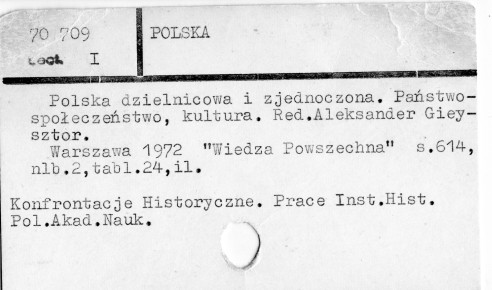 70 709 POLSKA
Lect. I
Polska dzielnicowa i zjednoczona. Państwo-
społeczeństwo, kultura. Red.Aleksander Giey-
sztor.
Warszawa 1972 "Wiedza Powszechna" s.614,
nlb.2,tabl.24,il.
Konfrontacje Historyczne. Prace Inst.Hist.
Pol.Akad.Nauk.